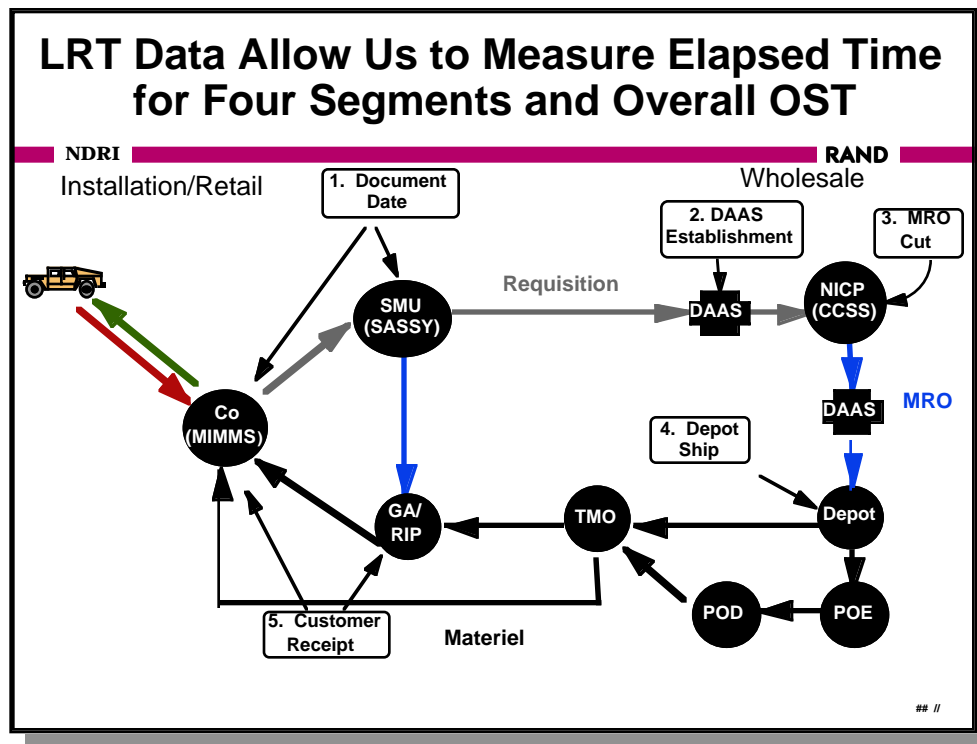 LRT Data Allow Us to Measure Elapsed Time
for Four Segments and Overall OST
NDRI
RAND
Installation/Retail
Wholesale
1. Document
Date
2. DAAS
Establishment
3. MRO
Cut
Requisition
SMU
(SASSY)
DAAS
NICP
(CCSS)
Co
(MIMMS)
DAAS
MRO
4. Depot
Ship
GA/
RIP
TMO
Depot
POD
POE
5. Customer
Receipt
Materiel
## //